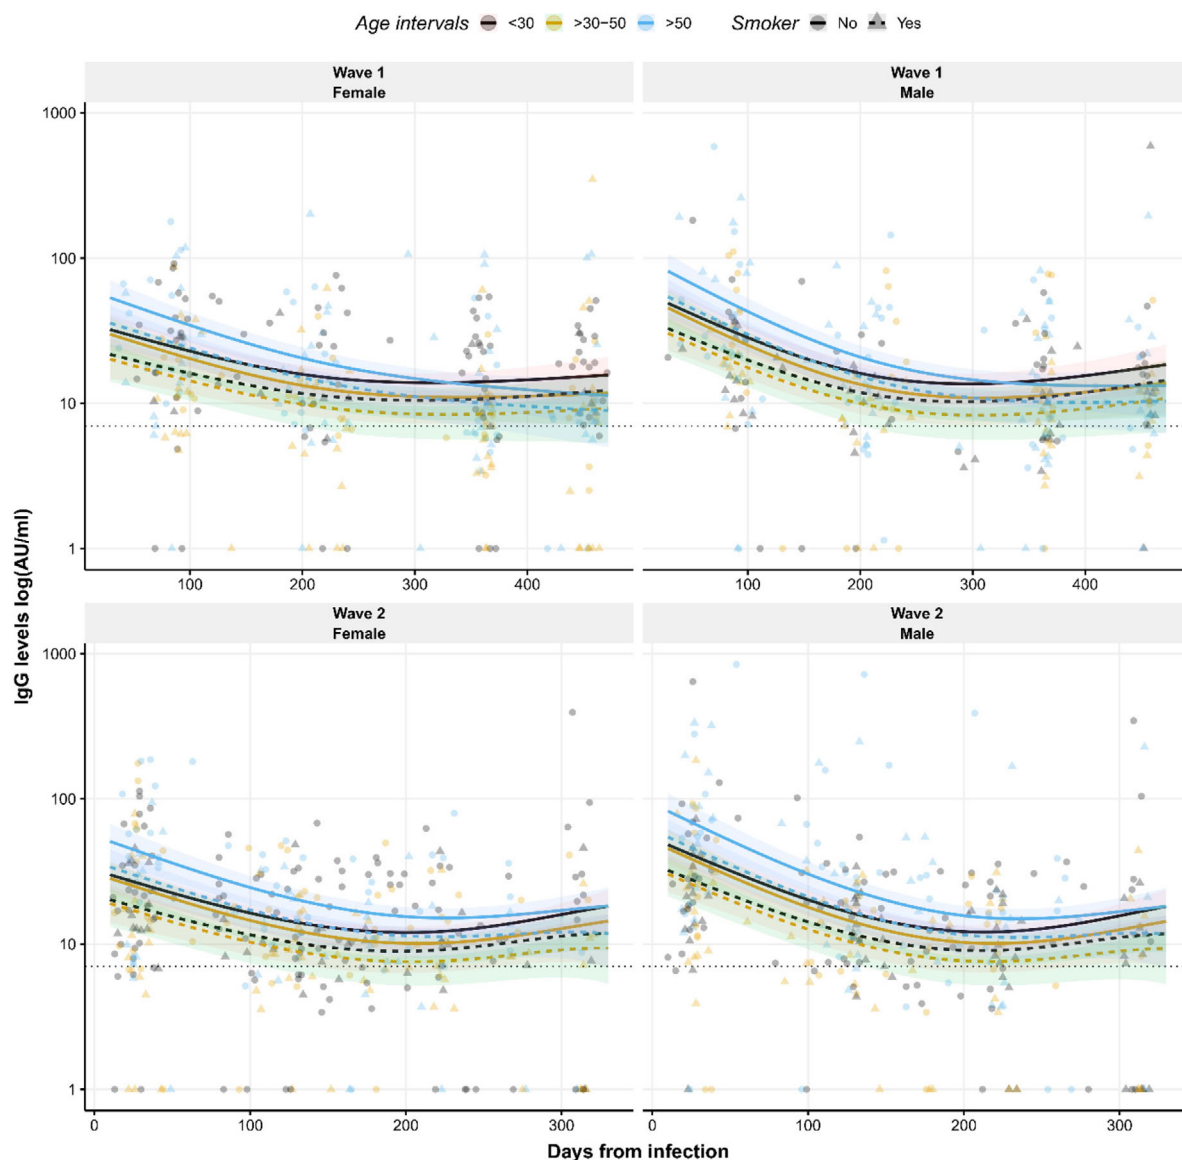 Age intervals <30 >30−50 >50 Smoker No Yes
Wave 1 Wave 1
Female Male
1000
100
10
1
100 200 300 400 100 200 300 400
Wave 2 Wave 2
Female Male
IgG levels log(AU/ml)
1000
100
10
1
0 100 200 300 0 100 200 300
Days from infection